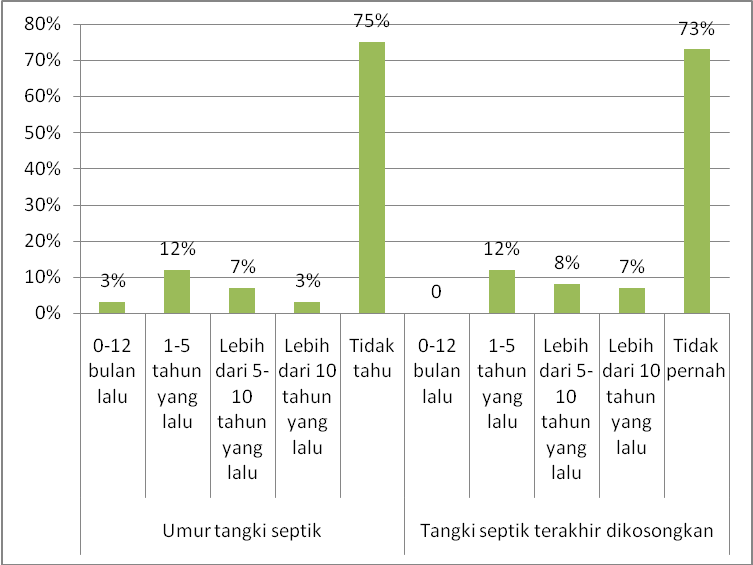 80%
70%
60%
50%
40%
30%
20%
10%
0%
3%
12%
7%
3%
75%
0
12%
8%
7%
73%
0-12
bulan
lalu
1-5
tahun
yang
lalu
Lebih
dari 5-
10
tahun
yang
lalu
Lebih
dari 10
tahun
yang
lalu
Tidak
tahu
0-12
bulan
lalu
1-5
tahun
yang
lalu
Lebih
dari 5-
10
tahun
yang
lalu
Lebih
dari 10
tahun
yang
lalu
Tidak
pernah
Umur tangki septik
Tangki septik terakhir dikosongkan